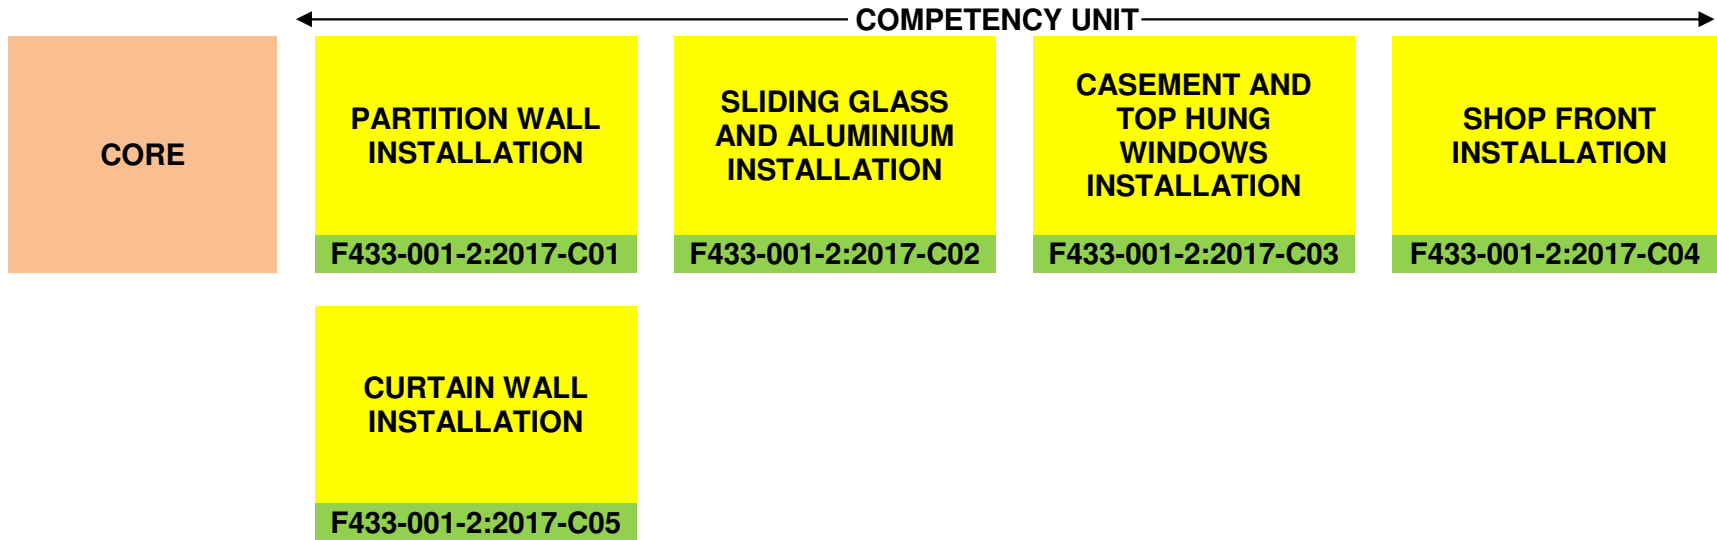 COMPETENCY UNIT
CORE
PARTITION WALL
INSTALLATION
F433-001-2:2017-C01
SLIDING GLASS
AND ALUMINIUM
INSTALLATION
F433-001-2:2017-C02
CASEMENT AND
TOP HUNG
WINDOWS
INSTALLATION
F433-001-2:2017-C03
SHOP FRONT
INSTALLATION
F433-001-2:2017-C04
CURTAIN WALL
INSTALLATION
F433-001-2:2017-C05